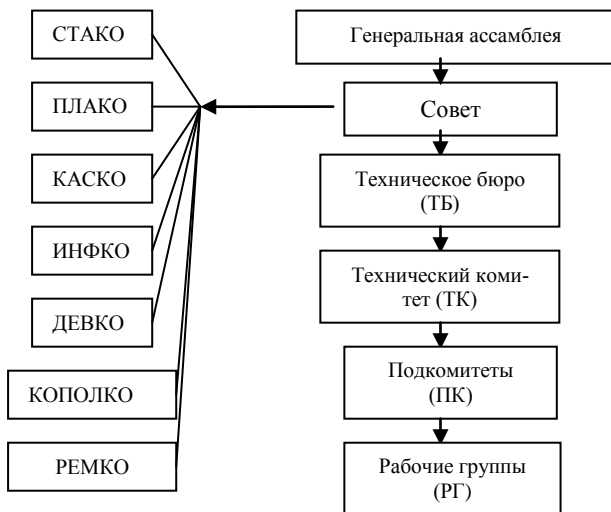 СТАКО
ПЛАКО
КАСКО
ИНФКО
ДЕВКО
КОПОЛКО
РЕМКО
Генеральная ассамблея
Совет
Техническое бюро
(ТБ)
Технический коми-
тет (ТК)
Подкомитеты
(ПК)
Рабочие группы
(РГ)